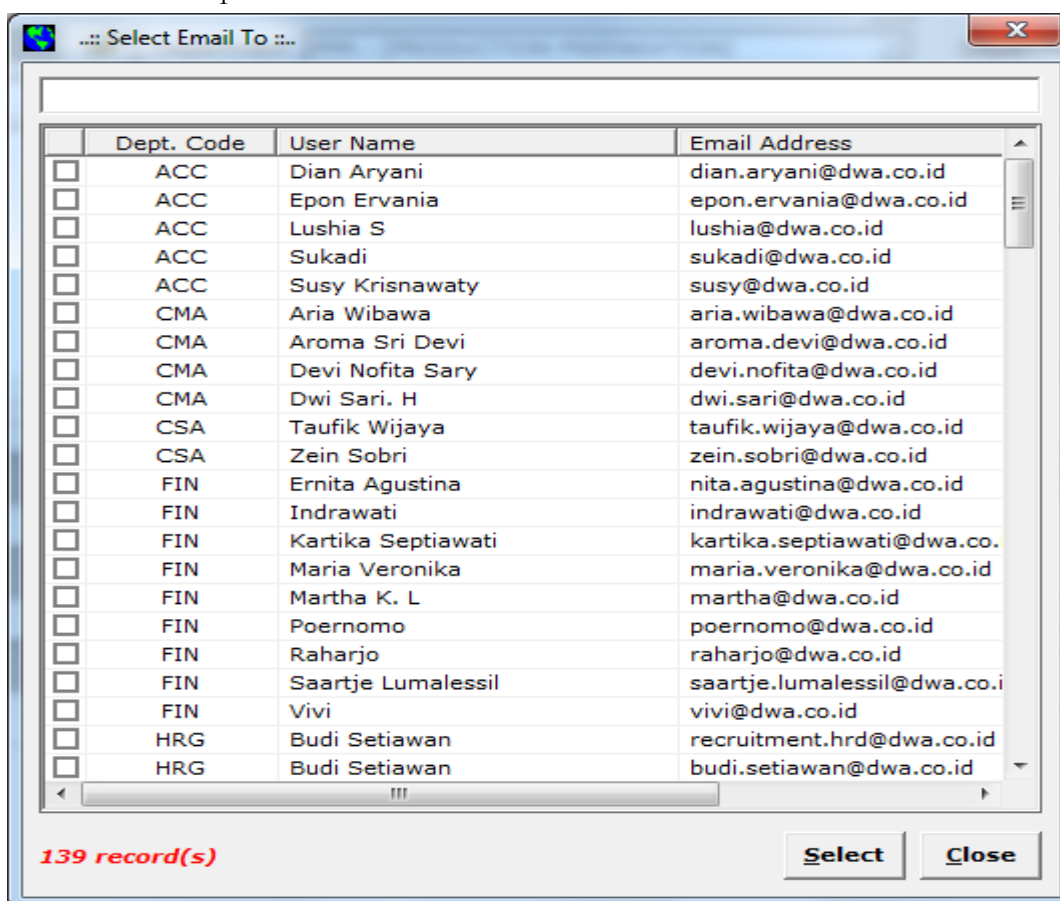 ..:: Select Email To ::..
Dept. Code User Name Email Address
ACC Dian Aryani dian.aryani@dwa.co.id
ACC Epon Ervania epon.ervania@dwa.co.id
ACC Lushia S lushia@dwa.co.id
ACC Sukadi sukadi@dwa.co.id
ACC Susy Krisnawaty susy@dwa.co.id
CMA Aria Wibawa aria.wibawa@dwa.co.id
CMA Aroma Sri Devi aroma.devi@dwa.co.id
CMA Devi Nofita Sary devi.nofita@dwa.co.id
CMA Dwi Sari. H dwi.sari@dwa.co.id
CSA Taufik Wijaya taufik.wijaya@dwa.co.id
CSA Zein Sobri zein.sobri@dwa.co.id
FIN Ernita Agustina nita.agustina@dwa.co.id
FIN Indrawati indrawati@dwa.co.id
FIN Kartika Septiawati kartika.septiawati@dwa.co.
FIN Maria Veronika maria.veronika@dwa.co.id
FIN Martha K. L martha@dwa.co.id
FIN Poernomo poernomo@dwa.co.id
FIN Raharjo raharjo@dwa.co.id
FIN Saartje Lumalessil saartje.lumalessil@dwa.co.i
FIN Vivi vivi@dwa.co.id
HRG Budi Setiawan recruitment.hrd@dwa.co.id
HRG Budi Setiawan budi.setiawan@dwa.co.id
139 record(s) Select Close